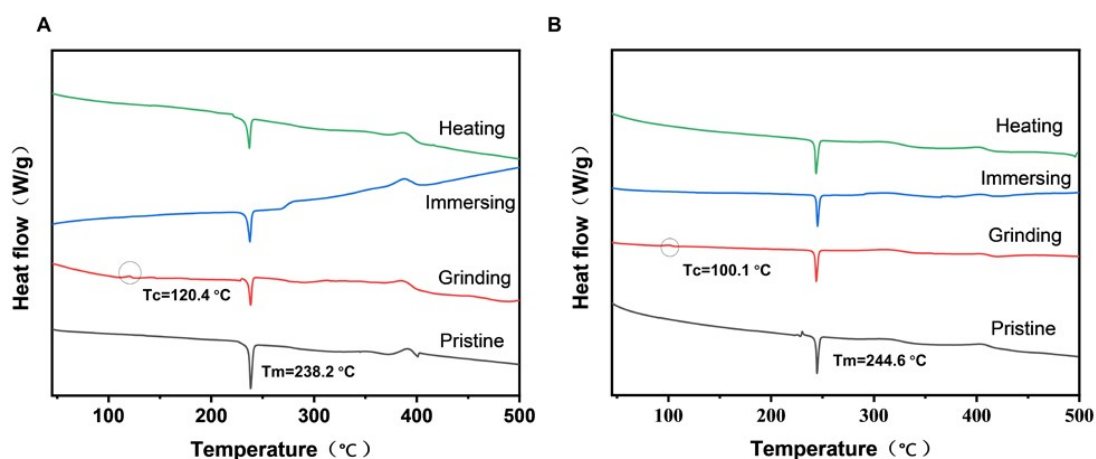 A
Heat flow（W/g）
Heating
Immersing
Grinding
Tc=120.4 °C
Pristine
Tm=238.2 °C
100 200 300 400 500
Temperature（℃）
B
Heat flow（W/g）
Heating
Immersing
Grinding
Tc=100.1 °C
Pristine
Tm=244.6 °C
100 200 300 400 500
Temperature（℃）